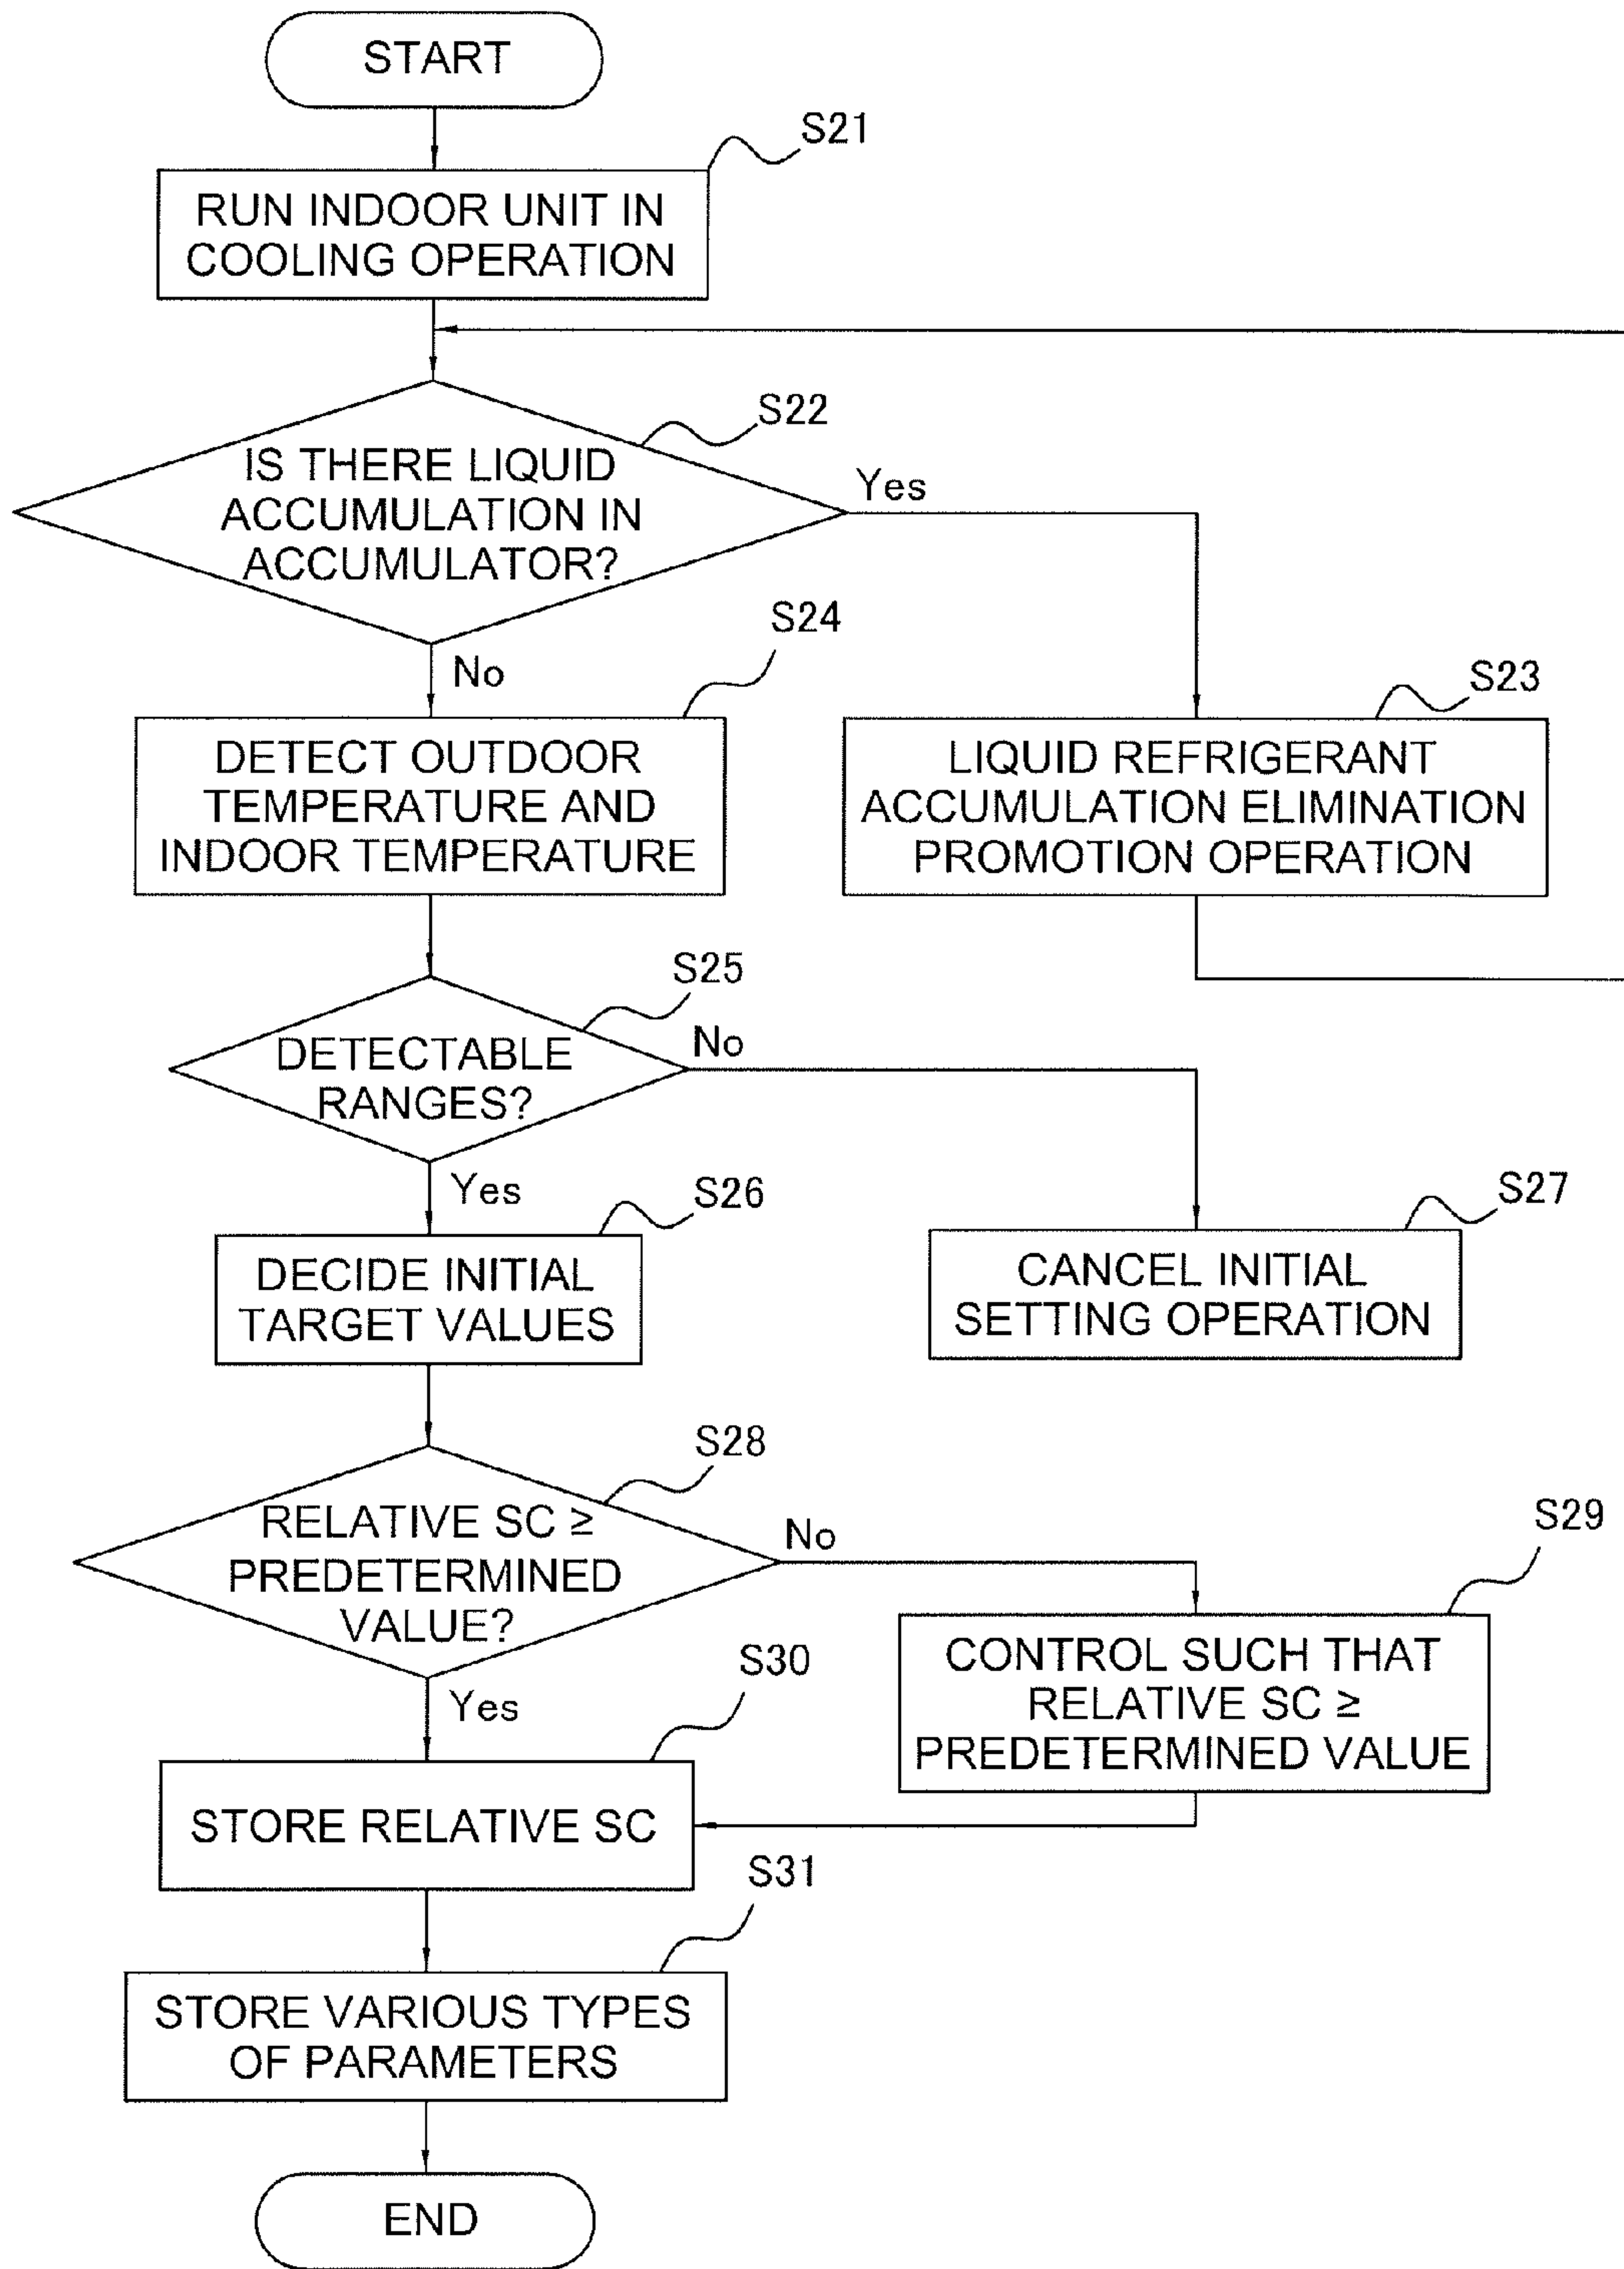 START
S21
RUN INDOOR UNIT IN
COOLING OPERATION
S22
IS THERE LIQUID
ACCUMULATION IN
ACCUMULATOR?
Yes
No
S24
DETECT OUTDOOR
TEMPERATURE AND
INDOOR TEMPERATURE
S23
LIQUID REFRIGERANT
ACCUMULATION ELIMINATION
PROMOTION OPERATION
S25
DETECTABLE
RANGES?
No
Yes
S26
DECIDE INITIAL
TARGET VALUES
S27
CANCEL INITIAL
SETTING OPERATION
S28
RELATIVE SC ≥
PREDETERMINED
VALUE?
No
Yes
S29
CONTROL SUCH THAT
RELATIVE SC ≥
PREDETERMINED VALUE
S30
STORE RELATIVE SC
S31
STORE VARIOUS TYPES
OF PARAMETERS
END